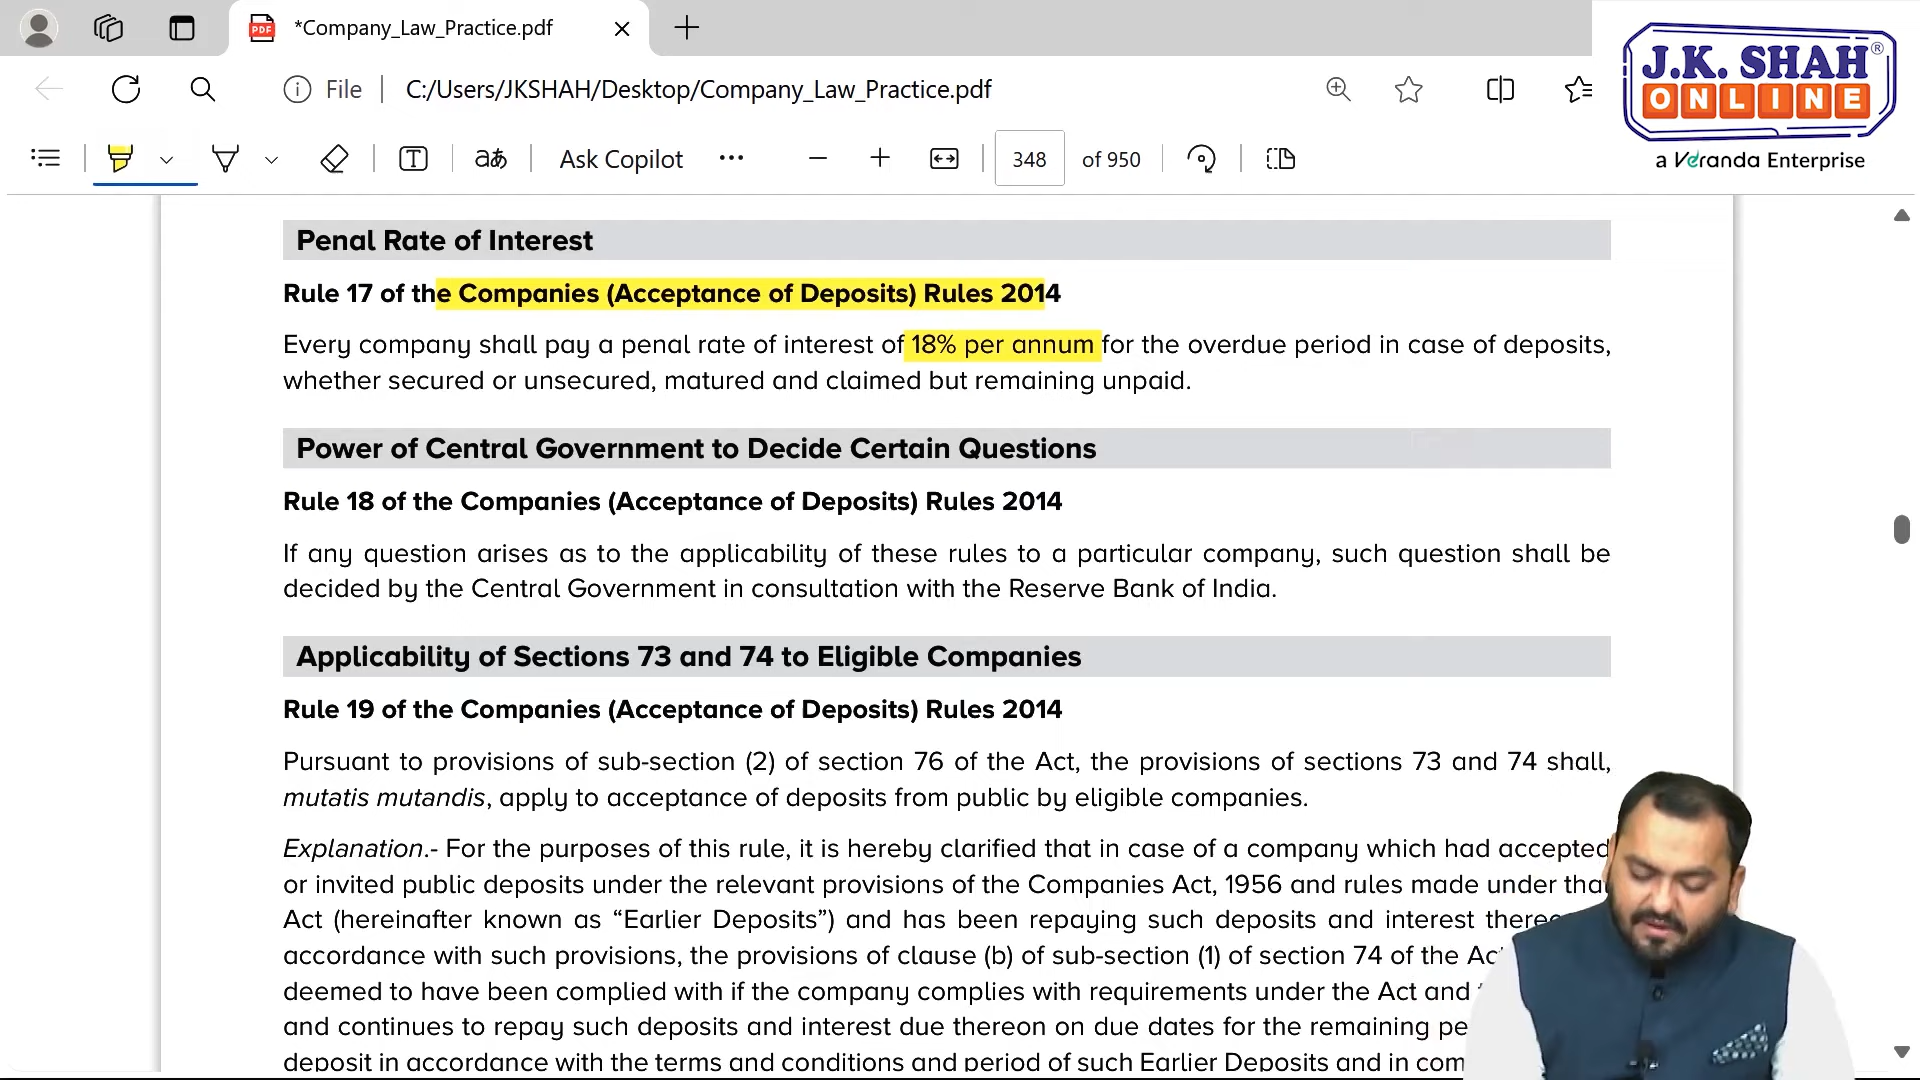 *Company_Law_Practice.pdf
File
C:/Users/JKSHAH/Desktop/Company_Law_Practice.pdf
J.K. SHAH®
ONLINE
a Veranda Enterprise
Ask Copilot
348 of 950
Penal Rate of Interest
Rule 17 of the Companies (Acceptance of Deposits) Rules 2014
Every company shall pay a penal rate of interest of 18% per annum for the overdue period in case of deposits,
whether secured or unsecured, matured and claimed but remaining unpaid.
Power of Central Government to Decide Certain Questions
Rule 18 of the Companies (Acceptance of Deposits) Rules 2014
If any question arises as to the applicability of these rules to a particular company, such question shall be
decided by the Central Government in consultation with the Reserve Bank of India.
Applicability of Sections 73 and 74 to Eligible Companies
Rule 19 of the Companies (Acceptance of Deposits) Rules 2014
Pursuant to provisions of sub-section (2) of section 76 of the Act, the provisions of sections 73 and 74 shall,
mutatis mutandis, apply to acceptance of deposits from public by eligible companies.
Explanation.- For the purposes of this rule, it is hereby clarified that in case of a company which had accepted
or invited public deposits under the relevant provisions of the Companies Act, 1956 and rules made under
Act (hereinafter known as “Earlier Deposits”) and has been repaying such deposits and interest
accordance with such provisions, the provisions of clause (b) of sub-section (1) of section 74 of the
deemed to have been complied with if the company complies with requirements under the Act and
and continues to repay such deposits and interest due thereon on due dates for the remaining
deposit in accordance with the terms and conditions and period of such Earlier Deposits and in